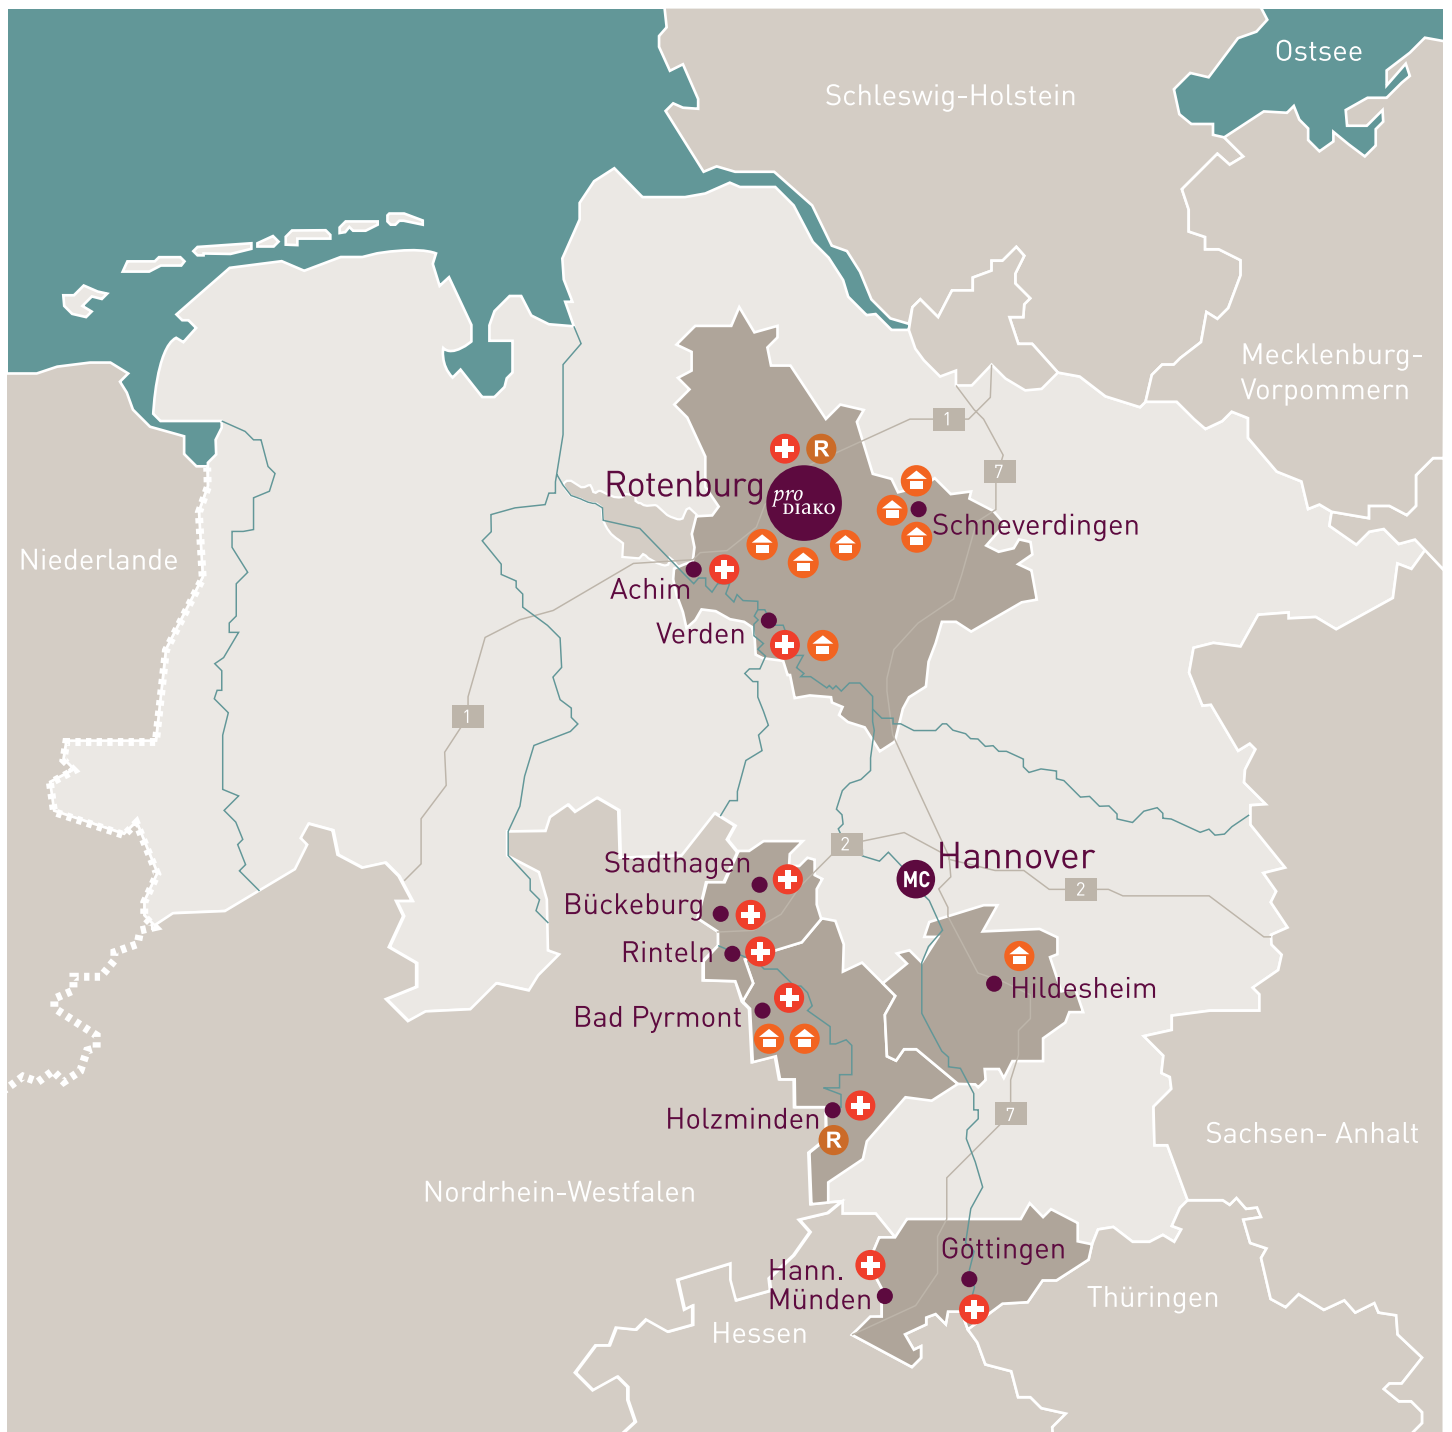 Ostsee
Schleswig-Holstein
Mecklenburg-
Vorpommern
1
7
R
Rotenburg
pro
DIAKO
Schneverdingen
Niederlande
Achim
Verden
1
2
Hannover
Stadthagen
MC
2
Bückeburg
Rinteln
Hildesheim
Bad Pyrmont
7
Holzminden
R
Sachsen- Anhalt
Nordrhein-Westfalen
Göttingen
Hann.
Münden
Thüringen
Hessen